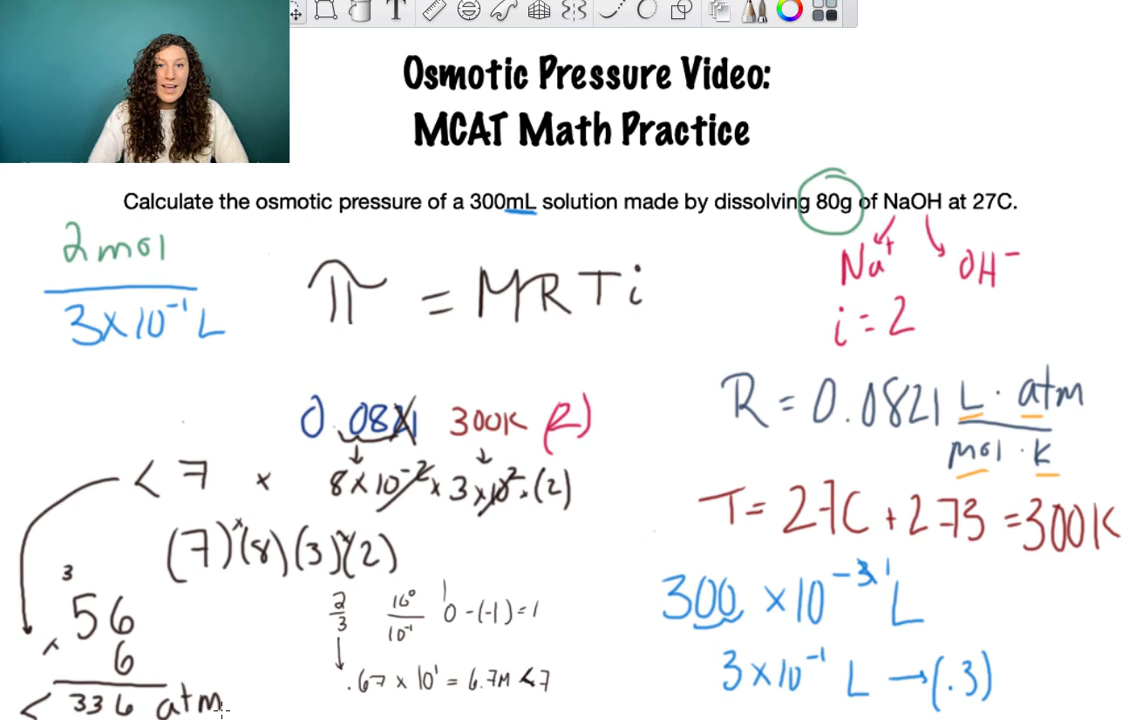 Osmotic Pressure Video:
MCAT Math Practice
Calculate the osmotic pressure of a 300mL solution made by dissolving 80g of NaOH at 27C.
2mol
3x10⁻¹L
π = MRTi
Na⁺ OH⁻
i = 2
R = 0.0821 L · atm
mol · K
0.0821 300K (2)
< 7 x 8x10⁻² x 3x10² · (2)
T = 27C + 273 = 300K
(7)x(8)(3)x(2)
300 x10⁻³ L
3
56
x 6
< 336 atm
2/3 10⁰/10⁻¹ 0-(-1)=1
.67 x 10¹ = 6.7M < 7
3x10⁻¹ L → (.3)